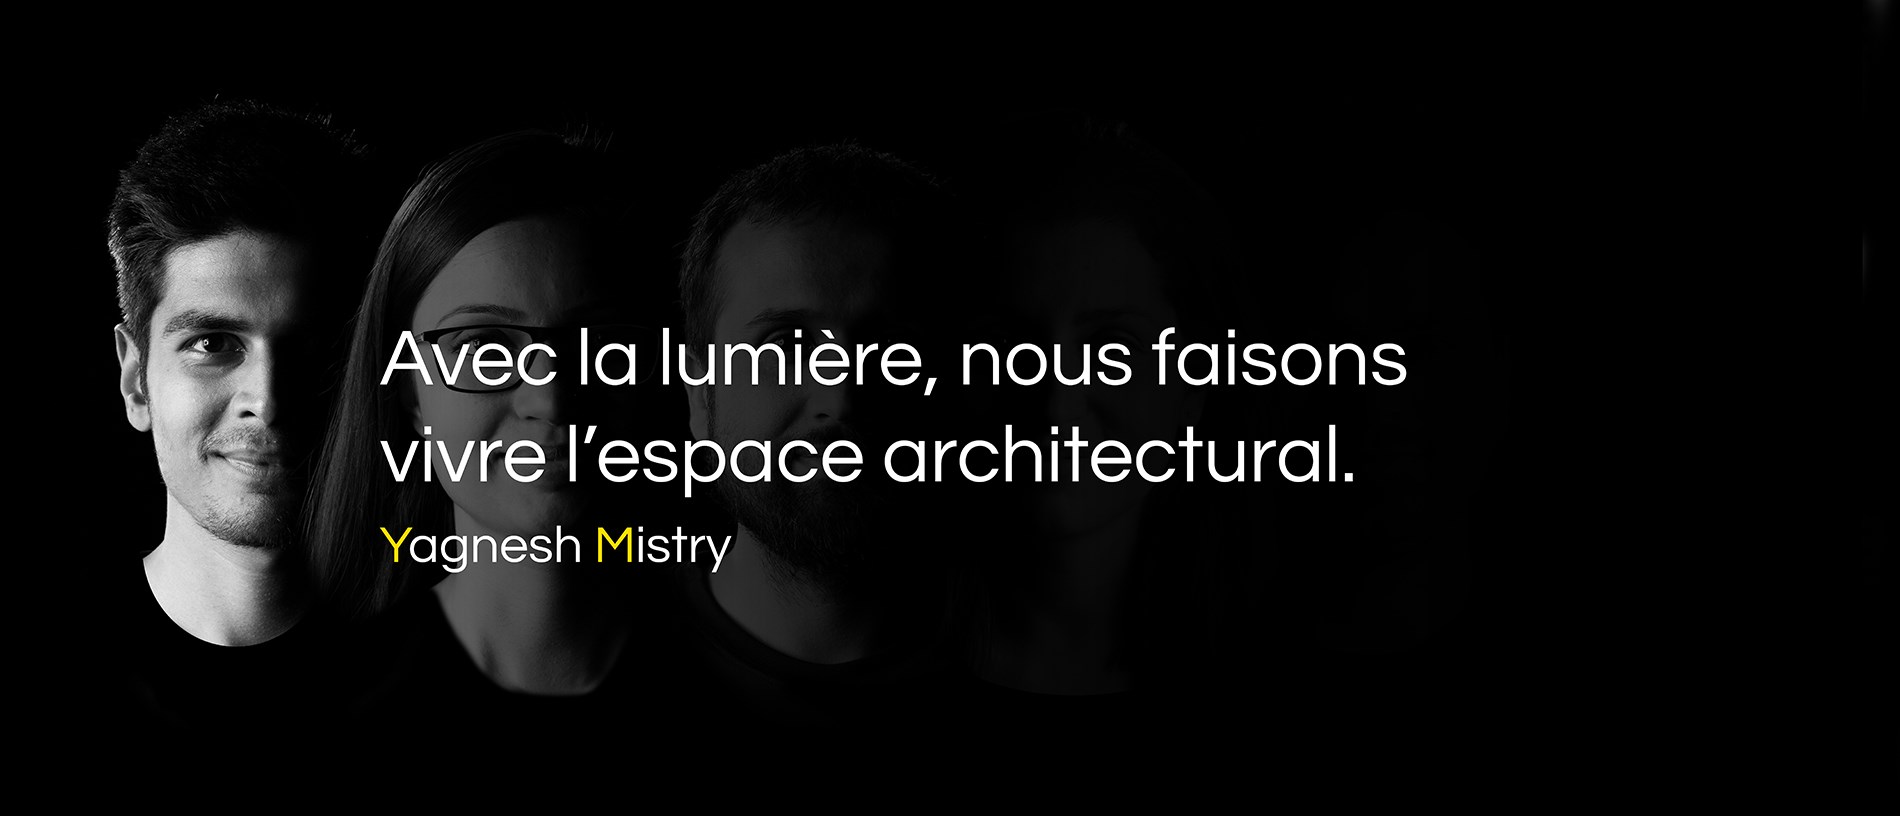 Avec la lumière, nous faisons
vivre l’espace architectural.
Yagnesh Mistry